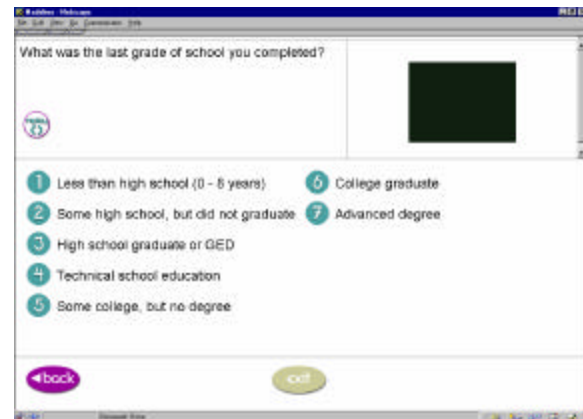 What was the last grade of school you completed?
1 Less than high school (0 - 8 years)
2 Some high school, but did not graduate
3 High school graduate or GED
4 Technical school education
5 Some college, but no degree
6 College graduate
7 Advanced degree
back
exit